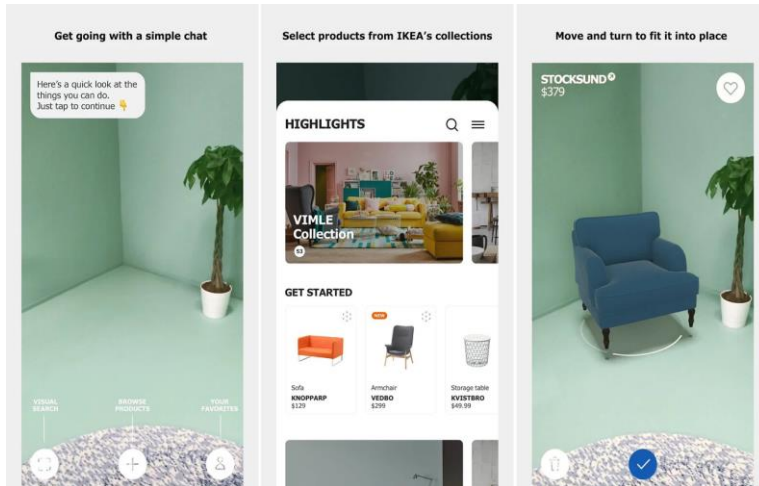 Get going with a simple chat
Here's a quick look at the
things you can do.
Just tap to continue 👇
VISUAL
SEARCH
BROWSE
PRODUCTS
YOUR
FAVORITES
Select products from IKEA's collections
HIGHLIGHTS
VIMLE
Collection
53
GET STARTED
Sofa
KNOPPARP
$129
NEW
Armchair
VEDBO
$299
Storage table
KVISTBRO
$49.99
Move and turn to fit it into place
STOCKSUND
$379